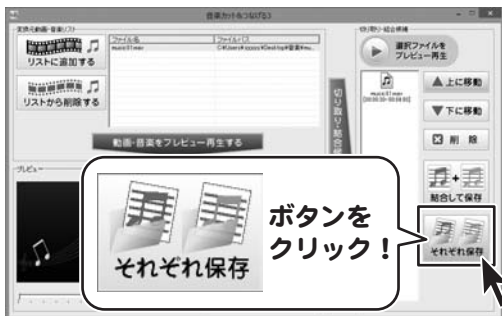 音楽カット&つなげる3
変換元動画・音楽リスト
リストに追加する
リストから削除する
ファイル名
ファイルパス
music01.wav
動画・音楽をプレビュー再生する
プレビュー
切り取り・結合候補
選択ファイルを
プレビュー再生
music01.wav
上に移動
下に移動
削 除
結合して保存
それぞれ保存
それぞれ保存
ボタンを
クリック!